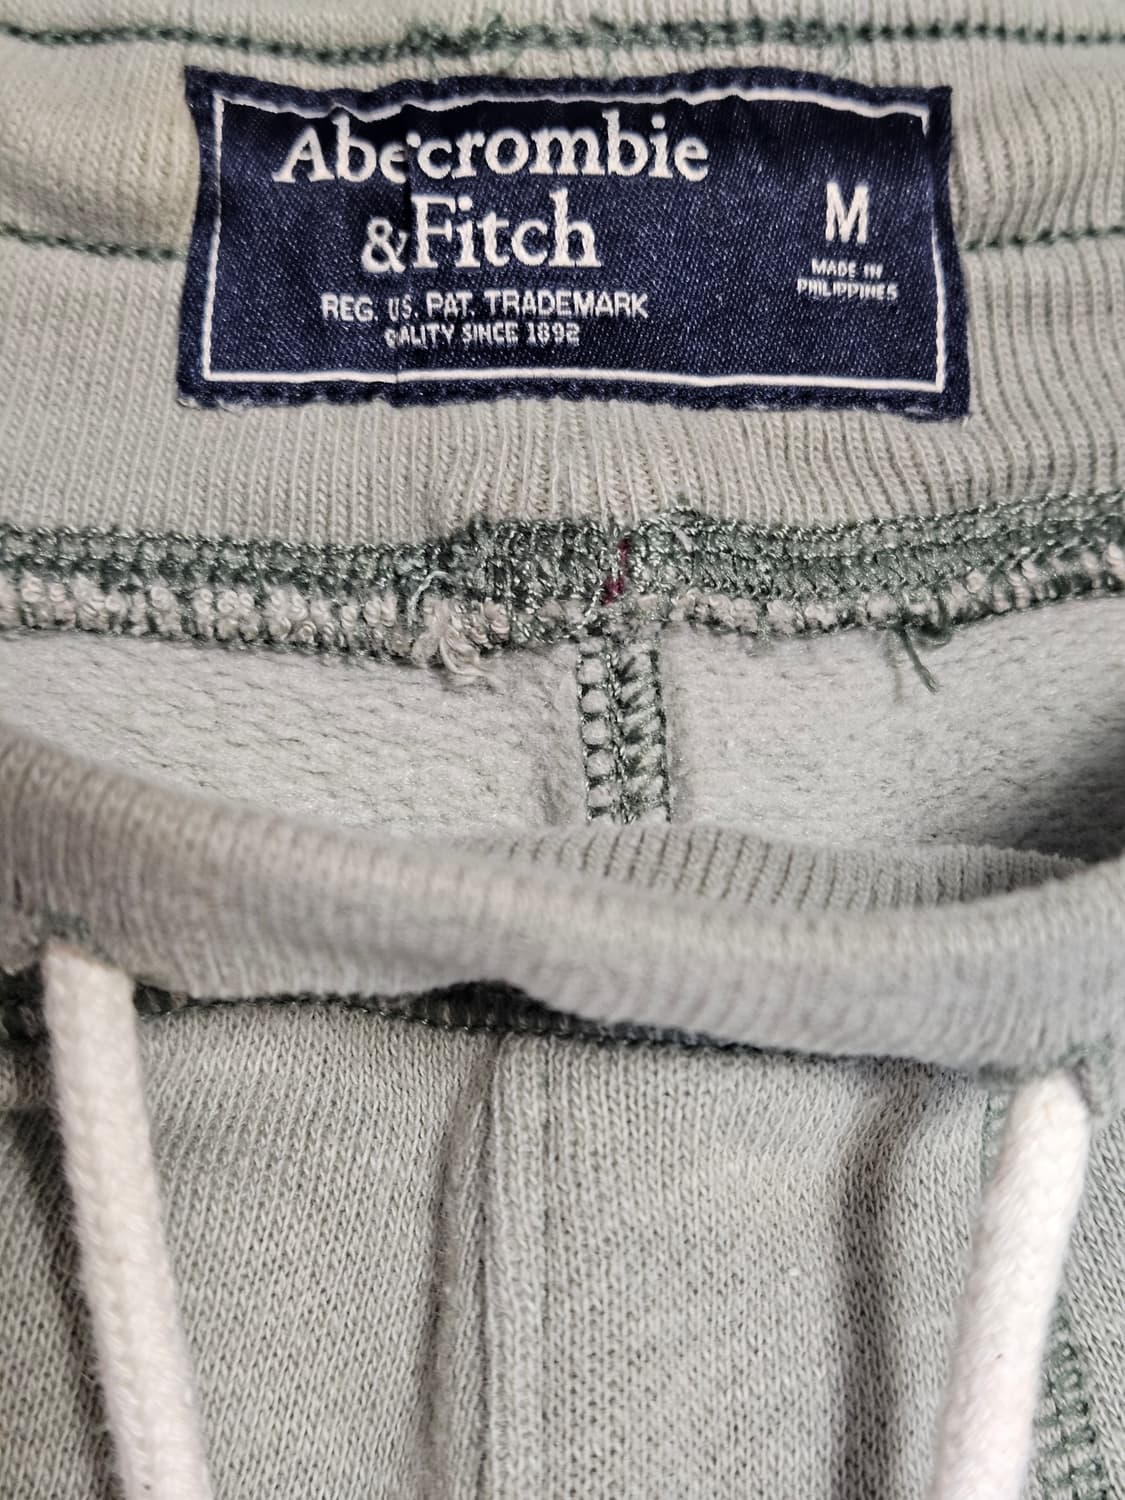 Abercrombie
&Fitch
REG. US. PAT. TRADEMARK
QALITY SINCE 1892
M
MADE IN
PHILIPPINES